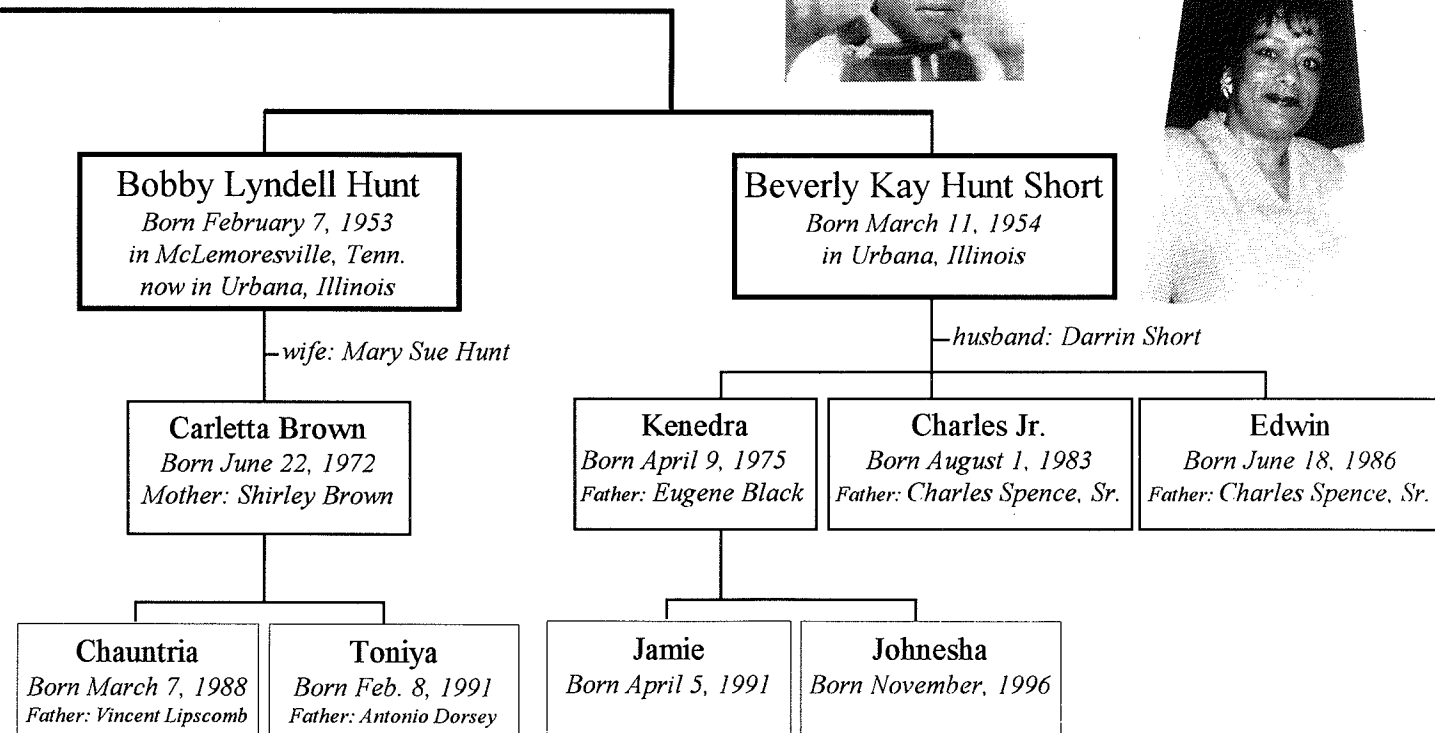 Bobby Lyndell Hunt
Born February 7, 1953
in McLemoresville, Tenn.
now in Urbana, Illinois
Beverly Kay Hunt Short
Born March 11, 1954
in Urbana, Illinois
wife: Mary Sue Hunt
husband: Darrin Short
Carletta Brown
Born June 22, 1972
Mother: Shirley Brown
Kenedra
Born April 9, 1975
Father: Eugene Black
Charles Jr.
Born August 1, 1983
Father: Charles Spence, Sr.
Edwin
Born June 18, 1986
Father: Charles Spence, Sr.
Chauntria
Born March 7, 1988
Father: Vincent Lipscomb
Toniya
Born Feb. 8, 1991
Father: Antonio Dorsey
Jamie
Born April 5, 1991
Johnesha
Born November, 1996